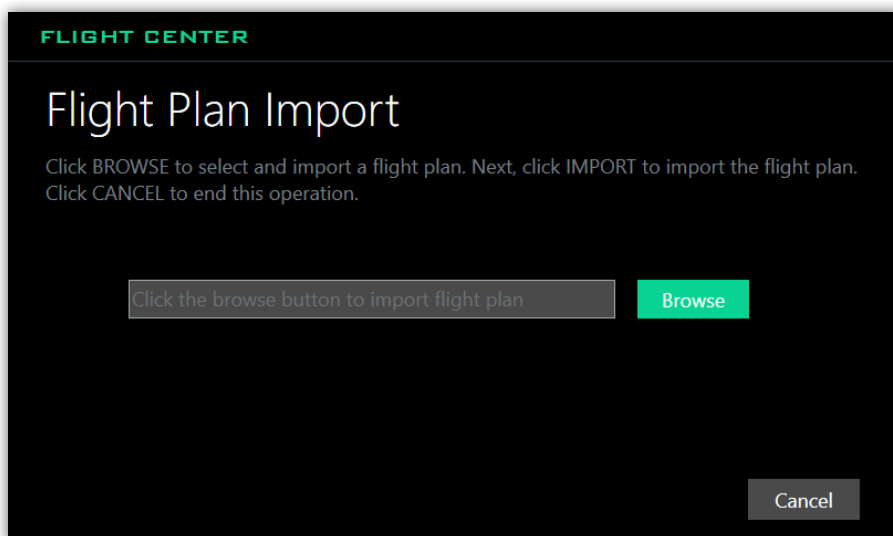 FLIGHT CENTER
Flight Plan Import
Click BROWSE to select and import a flight plan. Next, click IMPORT to import the flight plan.
Click CANCEL to end this operation.
Click the browse button to import flight plan
Browse
Cancel